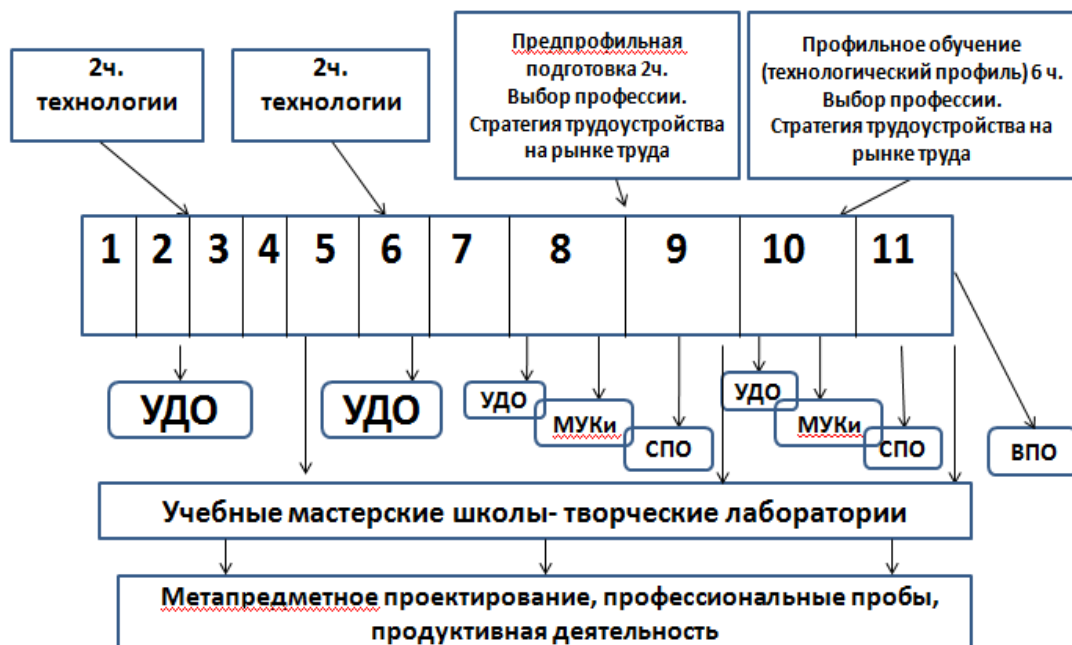 2ч.
технологии
2ч.
технологии
Предпрофильная
подготовка 2ч.
Выбор профессии.
Стратегия трудоустройства
на рынке труда
Профильное обучение
(технологический профиль) 6 ч.
Выбор профессии.
Стратегия трудоустройства на
рынке труда
1 2 3 4 5 6 7 8 9 10 11
УДО
УДО
УДО
МУКи
СПО
УДО
МУКи
СПО
ВПО
Учебные мастерские школы- творческие лаборатории
Метапредметное проектирование, профессиональные пробы,
продуктивная деятельность